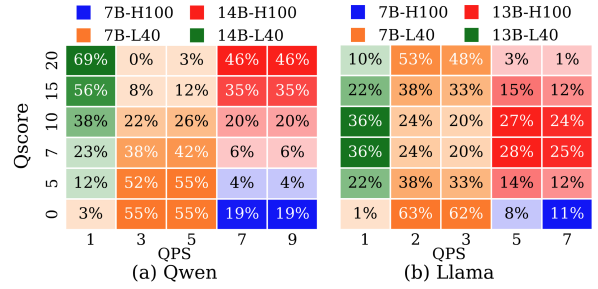 7B-H100 14B-H100
7B-L40 14B-L40
Qscore
20 69% 0% 3% 46% 46%
15 56% 8% 12% 35% 35%
10 38% 22% 26% 20% 20%
7 23% 38% 42% 6% 6%
5 12% 52% 55% 4% 4%
0 3% 55% 55% 19% 19%
1 3 5 7 9
QPS
(a) Qwen
7B-H100 13B-H100
7B-L40 13B-L40
10% 53% 48% 3% 1%
22% 38% 33% 15% 12%
36% 24% 20% 27% 24%
36% 24% 20% 28% 25%
22% 38% 33% 14% 12%
1% 63% 62% 8% 11%
1 2 3 5 7
QPS
(b) Llama